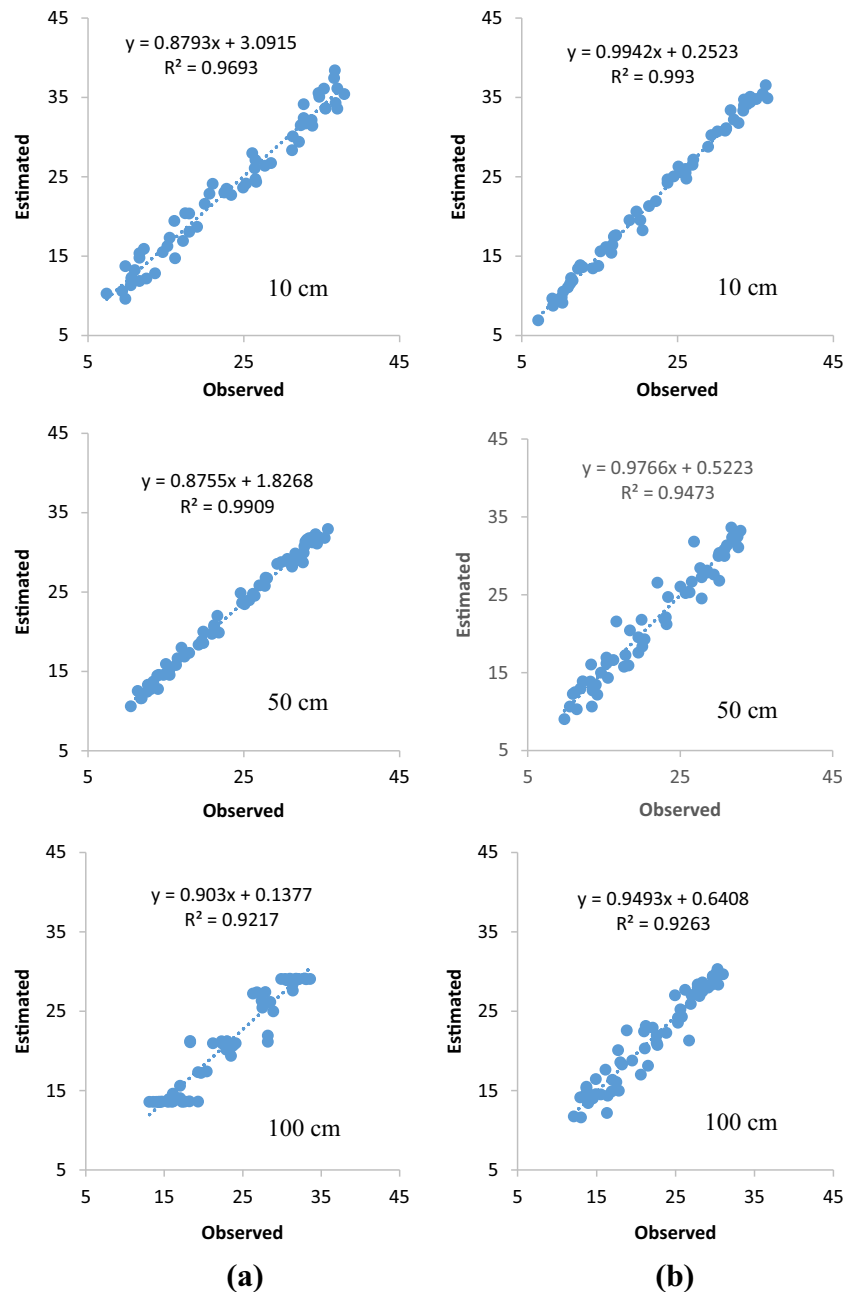 45
35
25
15
5
5 25 45
Estimated
Observed
y = 0.8793x + 3.0915
R² = 0.9693
10 cm
45
35
25
15
5
5 25 45
Estimated
Observed
y = 0.9942x + 0.2523
R² = 0.993
10 cm
45
35
25
15
5
5 25 45
Estimated
Observed
y = 0.8755x + 1.8268
R² = 0.9909
50 cm
45
35
25
15
5
5 25 45
Estimated
Observed
y = 0.9766x + 0.5223
R² = 0.9473
50 cm
45
35
25
15
5
5 15 25 35 45
Estimated
Observed
y = 0.903x + 0.1377
R² = 0.9217
100 cm
45
35
25
15
5
5 15 25 35 45
Estimated
Observed
y = 0.9493x + 0.6408
R² = 0.9263
100 cm
(a)
(b)